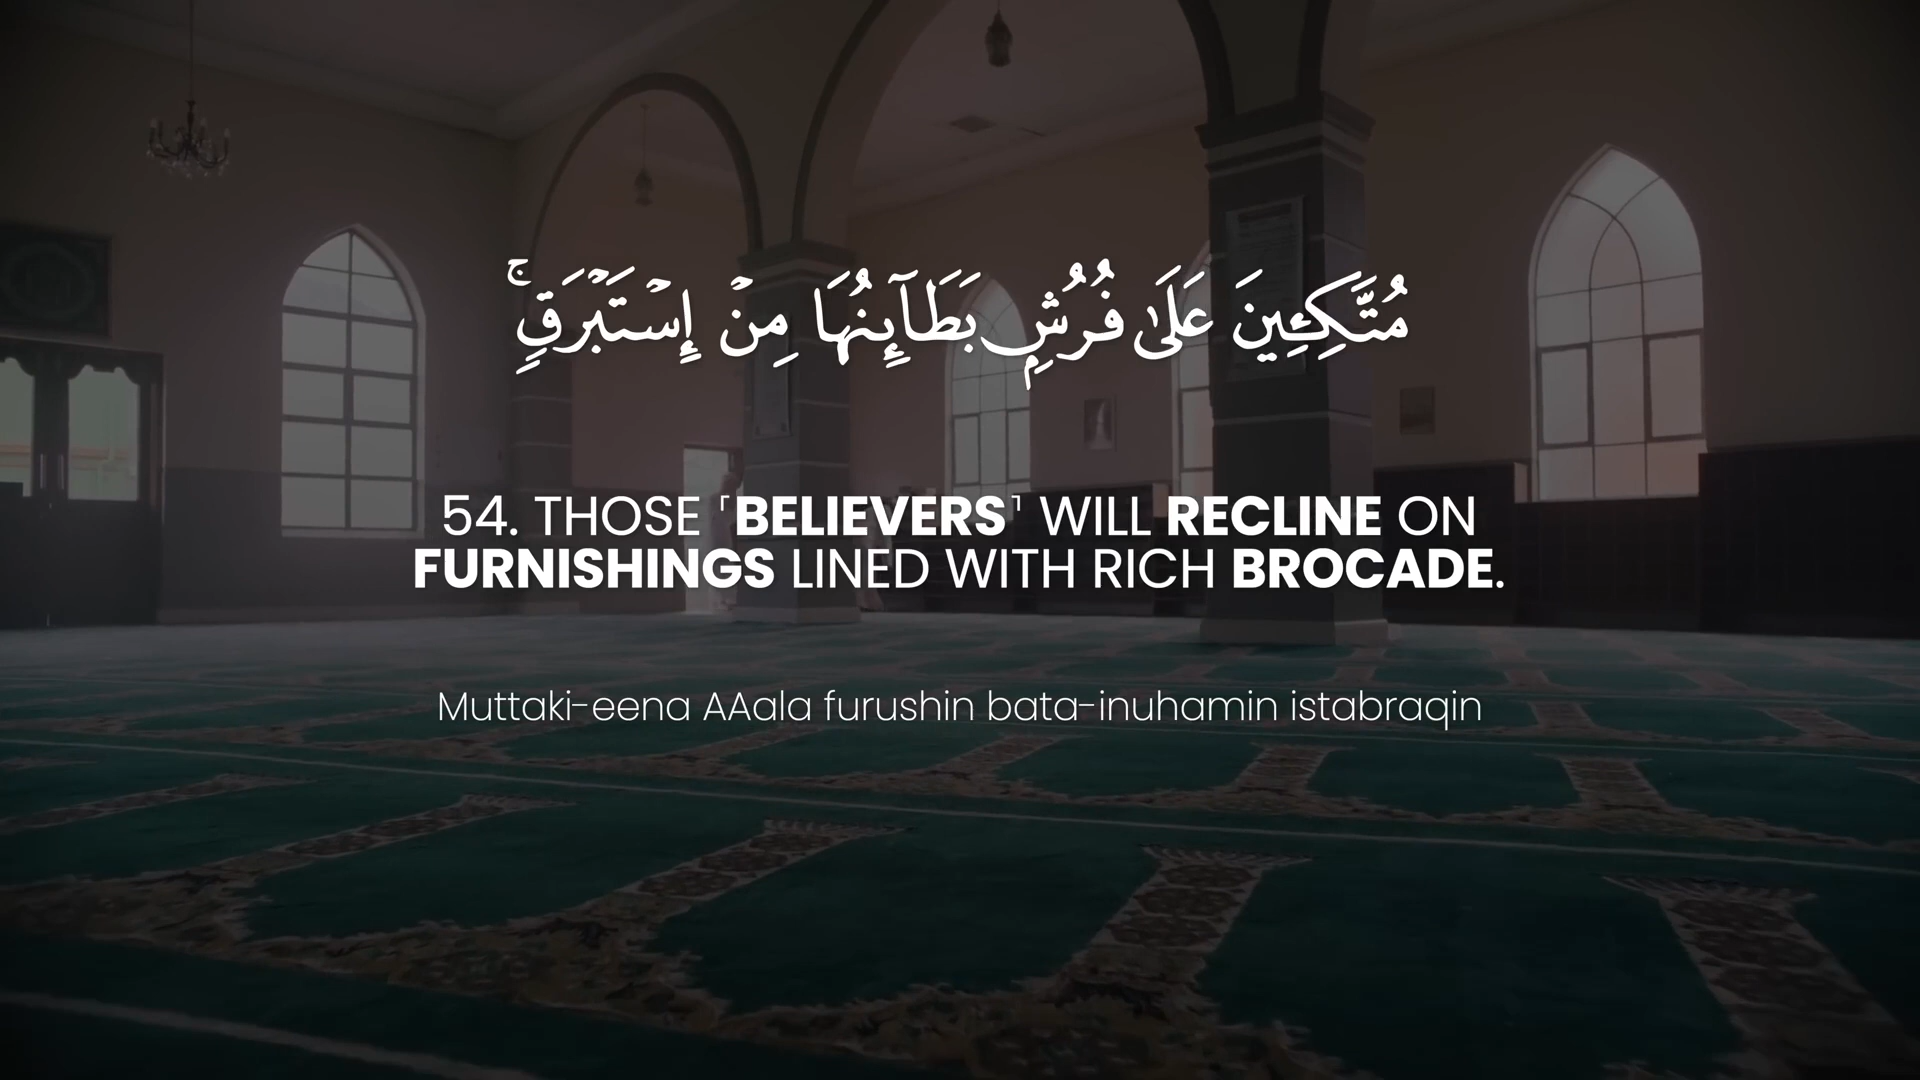 مُتَّكِـِٔينَ عَلَىٰ فُرُشٍۭ بَطَآئِنُهَا مِنْ إِسْتَبْرَقٍۢ ۚ
54. THOSE ˹BELIEVERS˺ WILL RECLINE ON
FURNISHINGS LINED WITH RICH BROCADE.
Muttaki-eena AAala furushin bata-inuhamin istabraqin